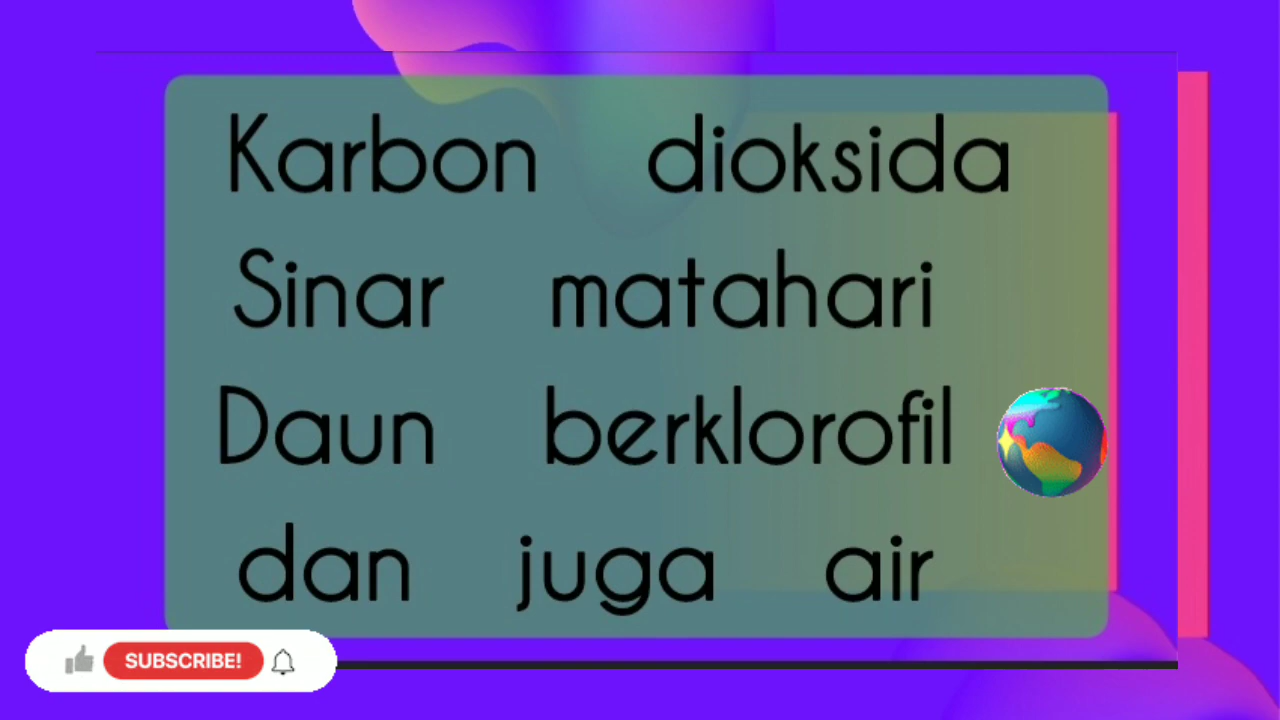 Karbon dioksida
Sinar matahari
Daun berklorofil
dan juga air
SUBSCRIBE!